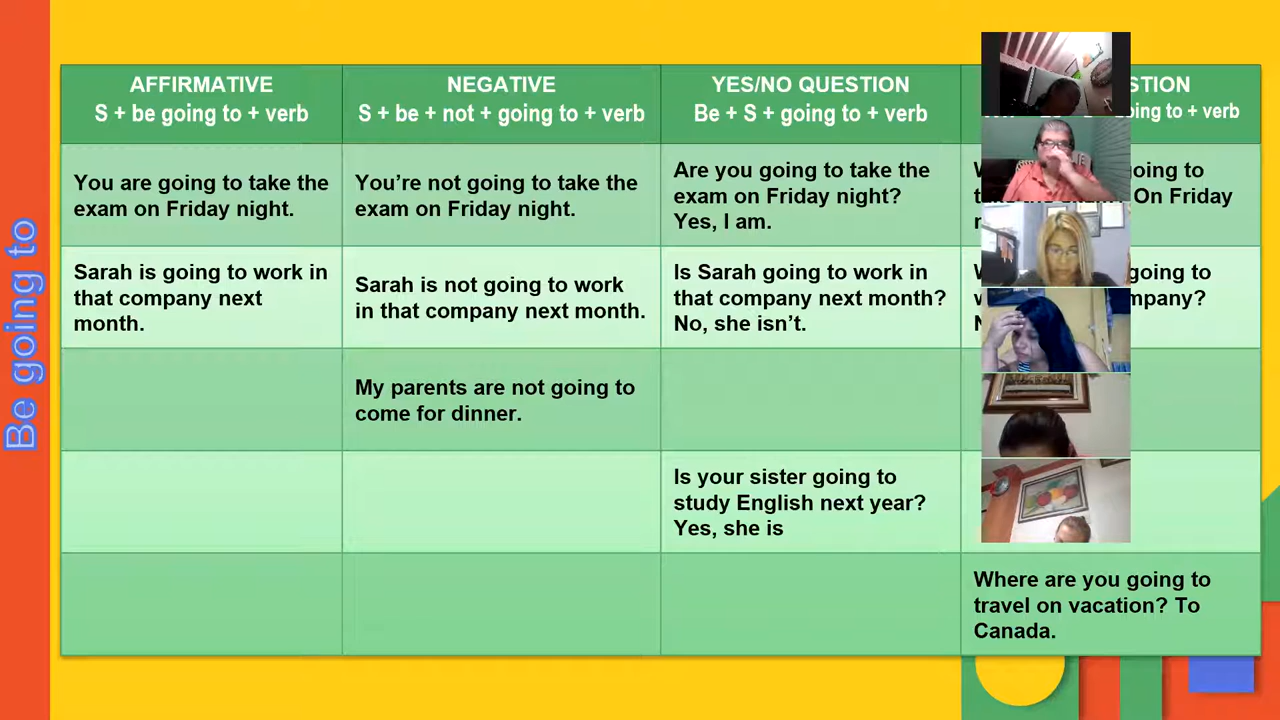 Be going to
AFFIRMATIVE
S + be going to + verb
NEGATIVE
S + be + not + going to + verb
YES/NO QUESTION
Be + S + going to + verb
to + verb
You are going to take the
exam on Friday night.
You're not going to take the
exam on Friday night.
Are you going to take the
exam on Friday night?
Yes, I am.
going to
On Friday
Sarah is going to work in
that company next
month.
Sarah is not going to work
in that company next month.
Is Sarah going to work in
that company next month?
No, she isn't.
going to
My parents are not going to
come for dinner.
Is your sister going to
study English next year?
Yes, she is
Where are you going to
travel on vacation? To
Canada.